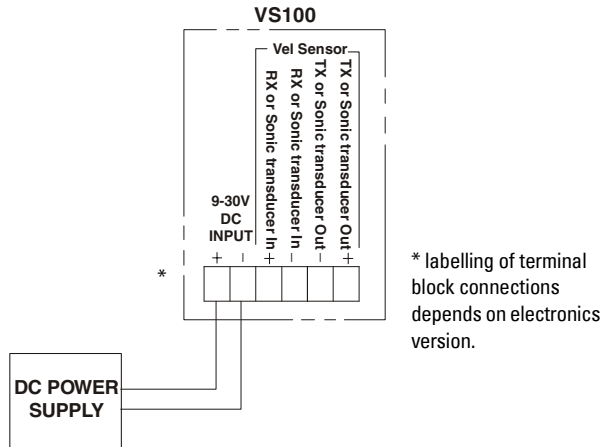 VS100
Vel Sensor
RX or Sonic transducer In
RX or Sonic transducer In
TX or Sonic transducer Out
TX or Sonic transducer Out
9-30V
DC
INPUT
+ − + − − +
*
* labelling of terminal
block connections
depends on electronics
version.
DC POWER
SUPPLY